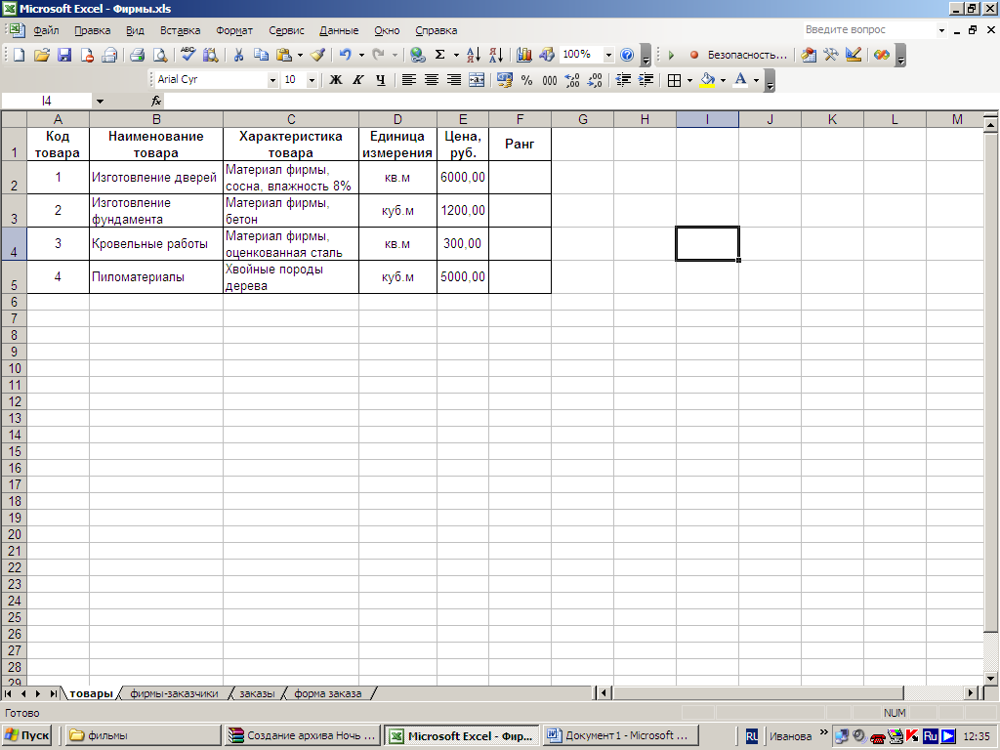 Microsoft Excel - Фирмы.xls
Файл Правка Вид Вставка Формат Сервис Данные Окно Справка Введите вопрос
100% Безопасность...
Arial Cyr 10 Ж К Ч % 000
I4 fx
A B C D E F G H I J K L M
1 Код товара Наименование товара Характеристика товара Единица измерения Цена, руб. Ранг
2 1 Изготовление дверей Материал фирмы, сосна, влажность 8% кв.м 6000,00
3 2 Изготовление фундамента Материал фирмы, бетон куб.м 1200,00
4 3 Кровельные работы Материал фирмы, оценкованная сталь кв.м 300,00
5 4 Пиломатериалы Хвойные породы дерева куб.м 5000,00
6
7
8
9
10
11
12
13
14
15
16
17
18
19
20
21
22
23
24
25
26
27
28
29
товары фирмы-заказчики заказы форма заказа
Готово NUM
Пуск фильмы Создание архива Ночь ... Microsoft Excel - Фир... Документ1 - Microsoft ... RU Иванова » Ru 12:35